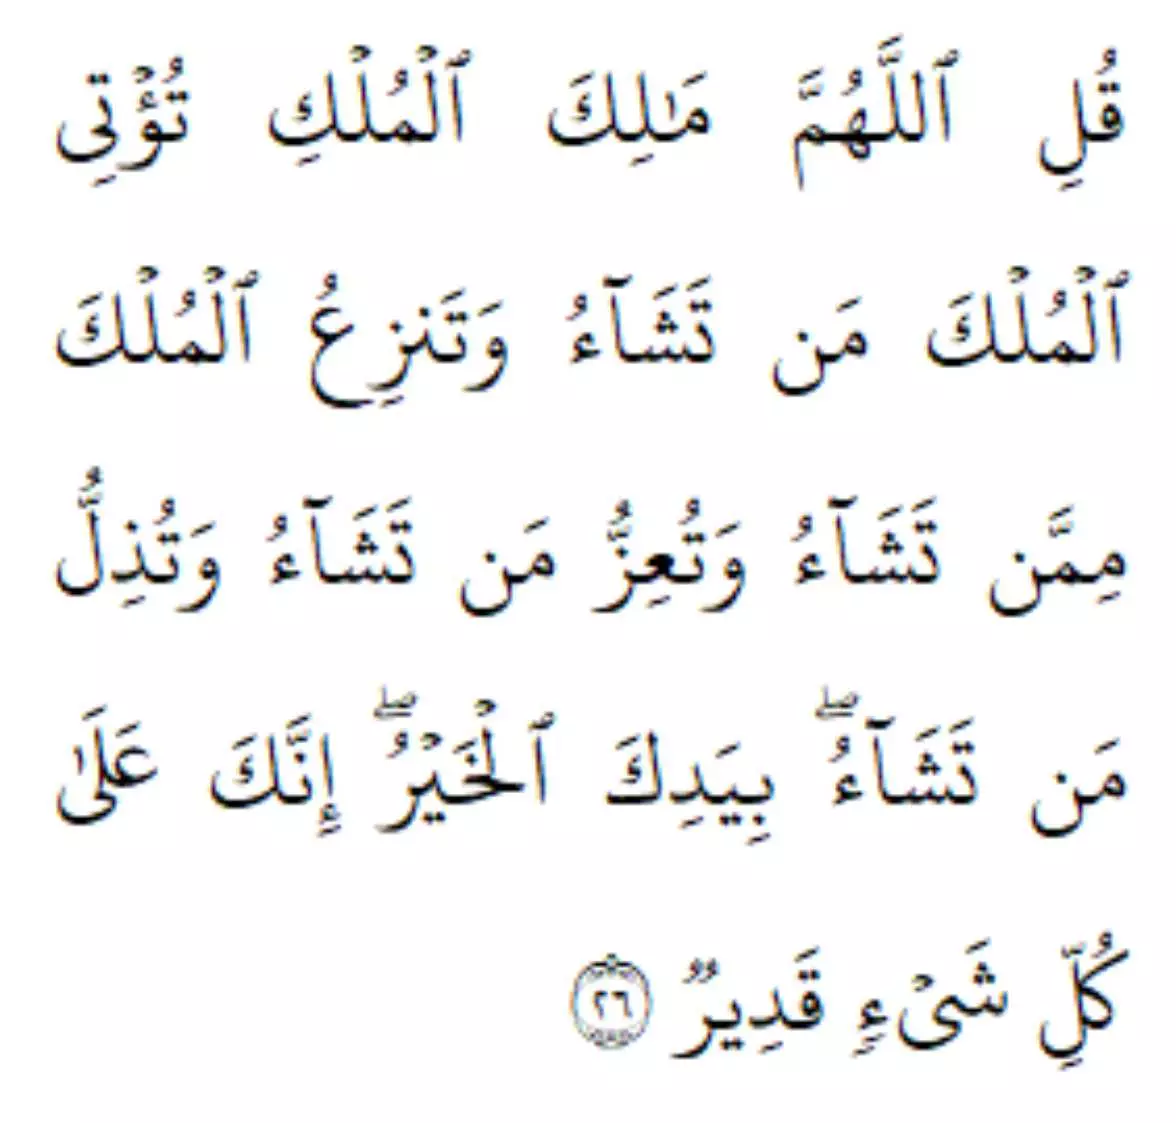 قُلِ ٱللَّهُمَّ مَٰلِكَ ٱلۡمُلۡكِ تُؤۡتِي
ٱلۡمُلۡكَ مَن تَشَآءُ وَتَنزِعُ ٱلۡمُلۡكَ
مِمَّن تَشَآءُ وَتُعِزُّ مَن تَشَآءُ وَتُذِلُّ
مَن تَشَآءُۖ بِيَدِكَ ٱلۡخَيۡرُۖ إِنَّكَ عَلَىٰ
كُلِّ شَيۡءٖ قَدِيرٞ ٢٦